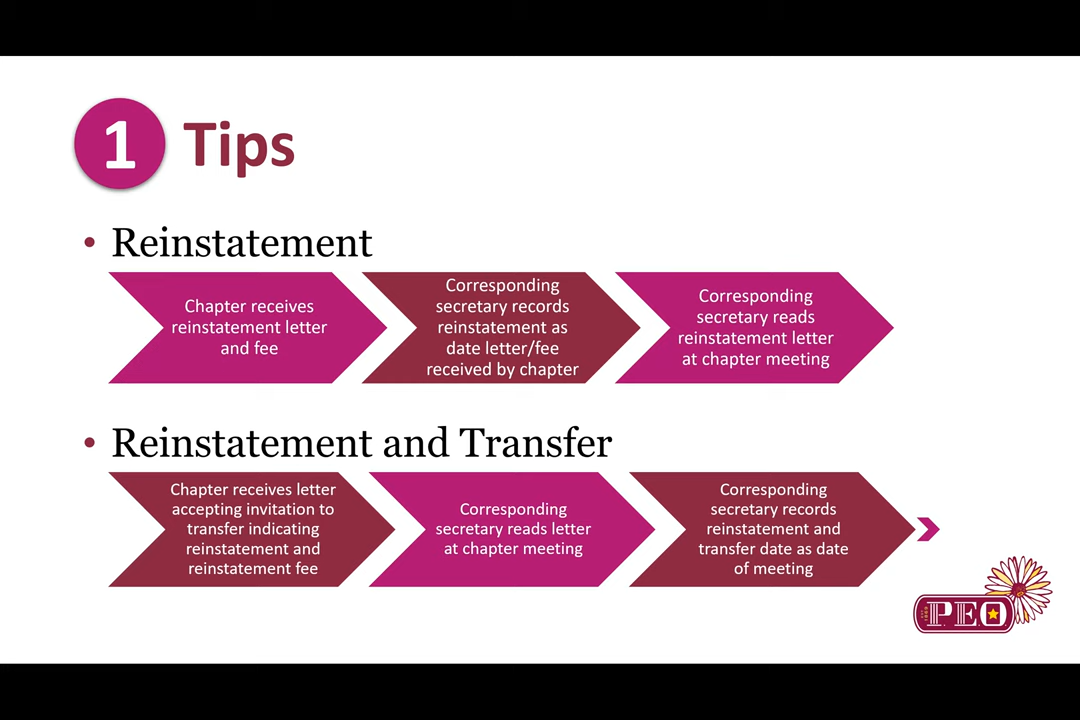 1 Tips
• Reinstatement
Chapter receives
reinstatement letter
and fee
Corresponding
secretary records
reinstatement as
date letter/fee
received by chapter
Corresponding
secretary reads
reinstatement letter
at chapter meeting
• Reinstatement and Transfer
Chapter receives letter
accepting invitation to
transfer indicating
reinstatement and
reinstatement fee
Corresponding
secretary reads letter
at chapter meeting
Corresponding
secretary records
reinstatement and
transfer date as date
of meeting
PEO